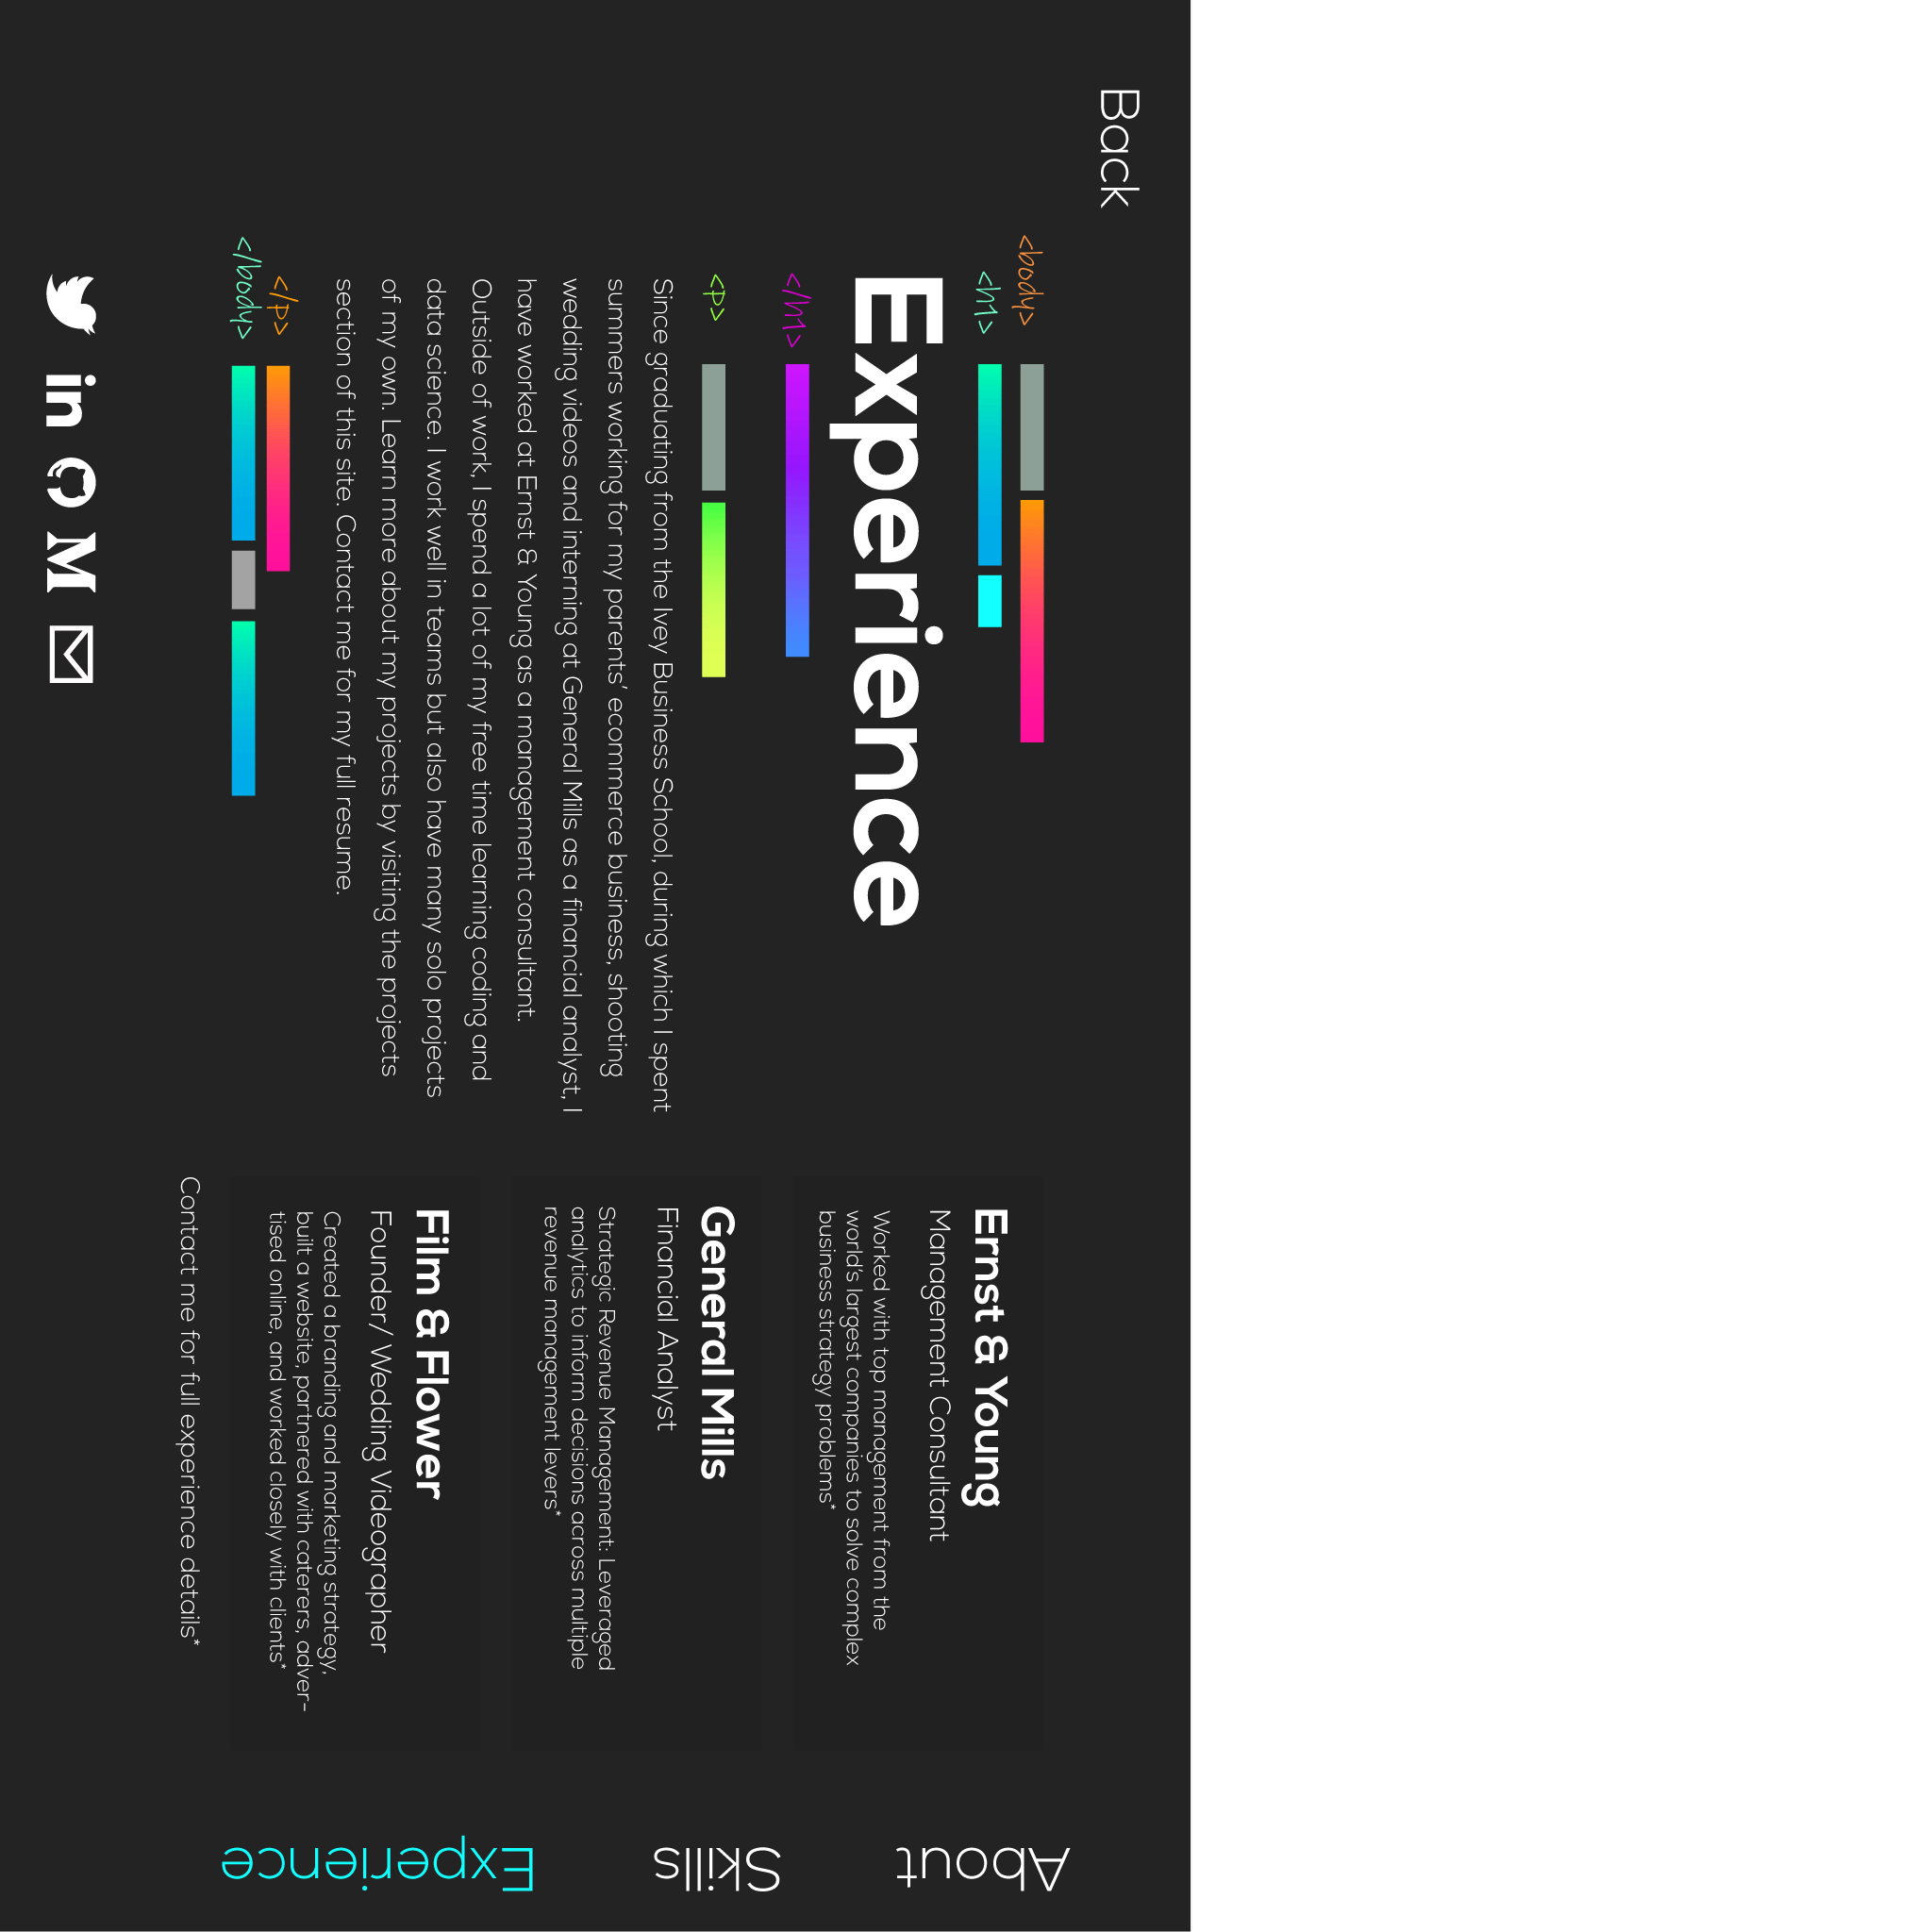 Back
<body>
<h1>
Experience
</h1>
<p>
Since graduating from the Ivey Business School, during which I spent
summers working for my parents’ ecommerce business, shooting
wedding videos and interning at General Mills as a financial analyst, I
have worked at Ernst & Young as a management consultant.
Outside of work, I spend a lot of my free time learning coding and
data science. I work well in teams but also have many solo projects
of my own. Learn more about my projects by visiting the projects
section of this site. Contact me for my full resume.
</p>
</body>
Ernst & Young
Management Consultant
Worked with top management from the
world's largest companies to solve complex
business strategy problems*
General Mills
Financial Analyst
Strategic Revenue Management: Leveraged
analytics to inform decisions across multiple
revenue management levers*
Film & Flower
Founder/ Wedding Videographer
Created a branding and marketing strategy,
built a website, partnered with caterers, adver-
tised online, and worked closely with clients*
Contact me for full experience details*
About
Skills
Experience